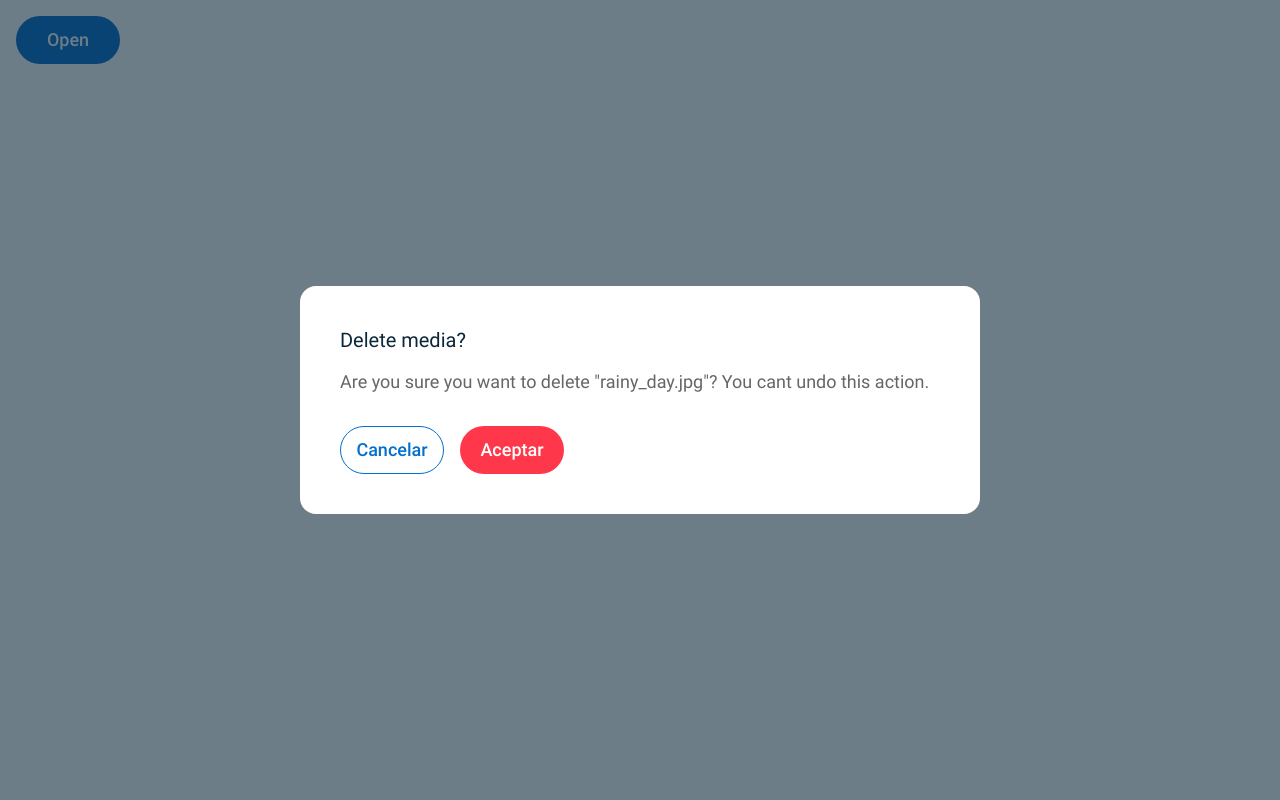 Open
Delete media?
Are you sure you want to delete "rainy_day.jpg"? You cant undo this action.
Cancelar
Aceptar